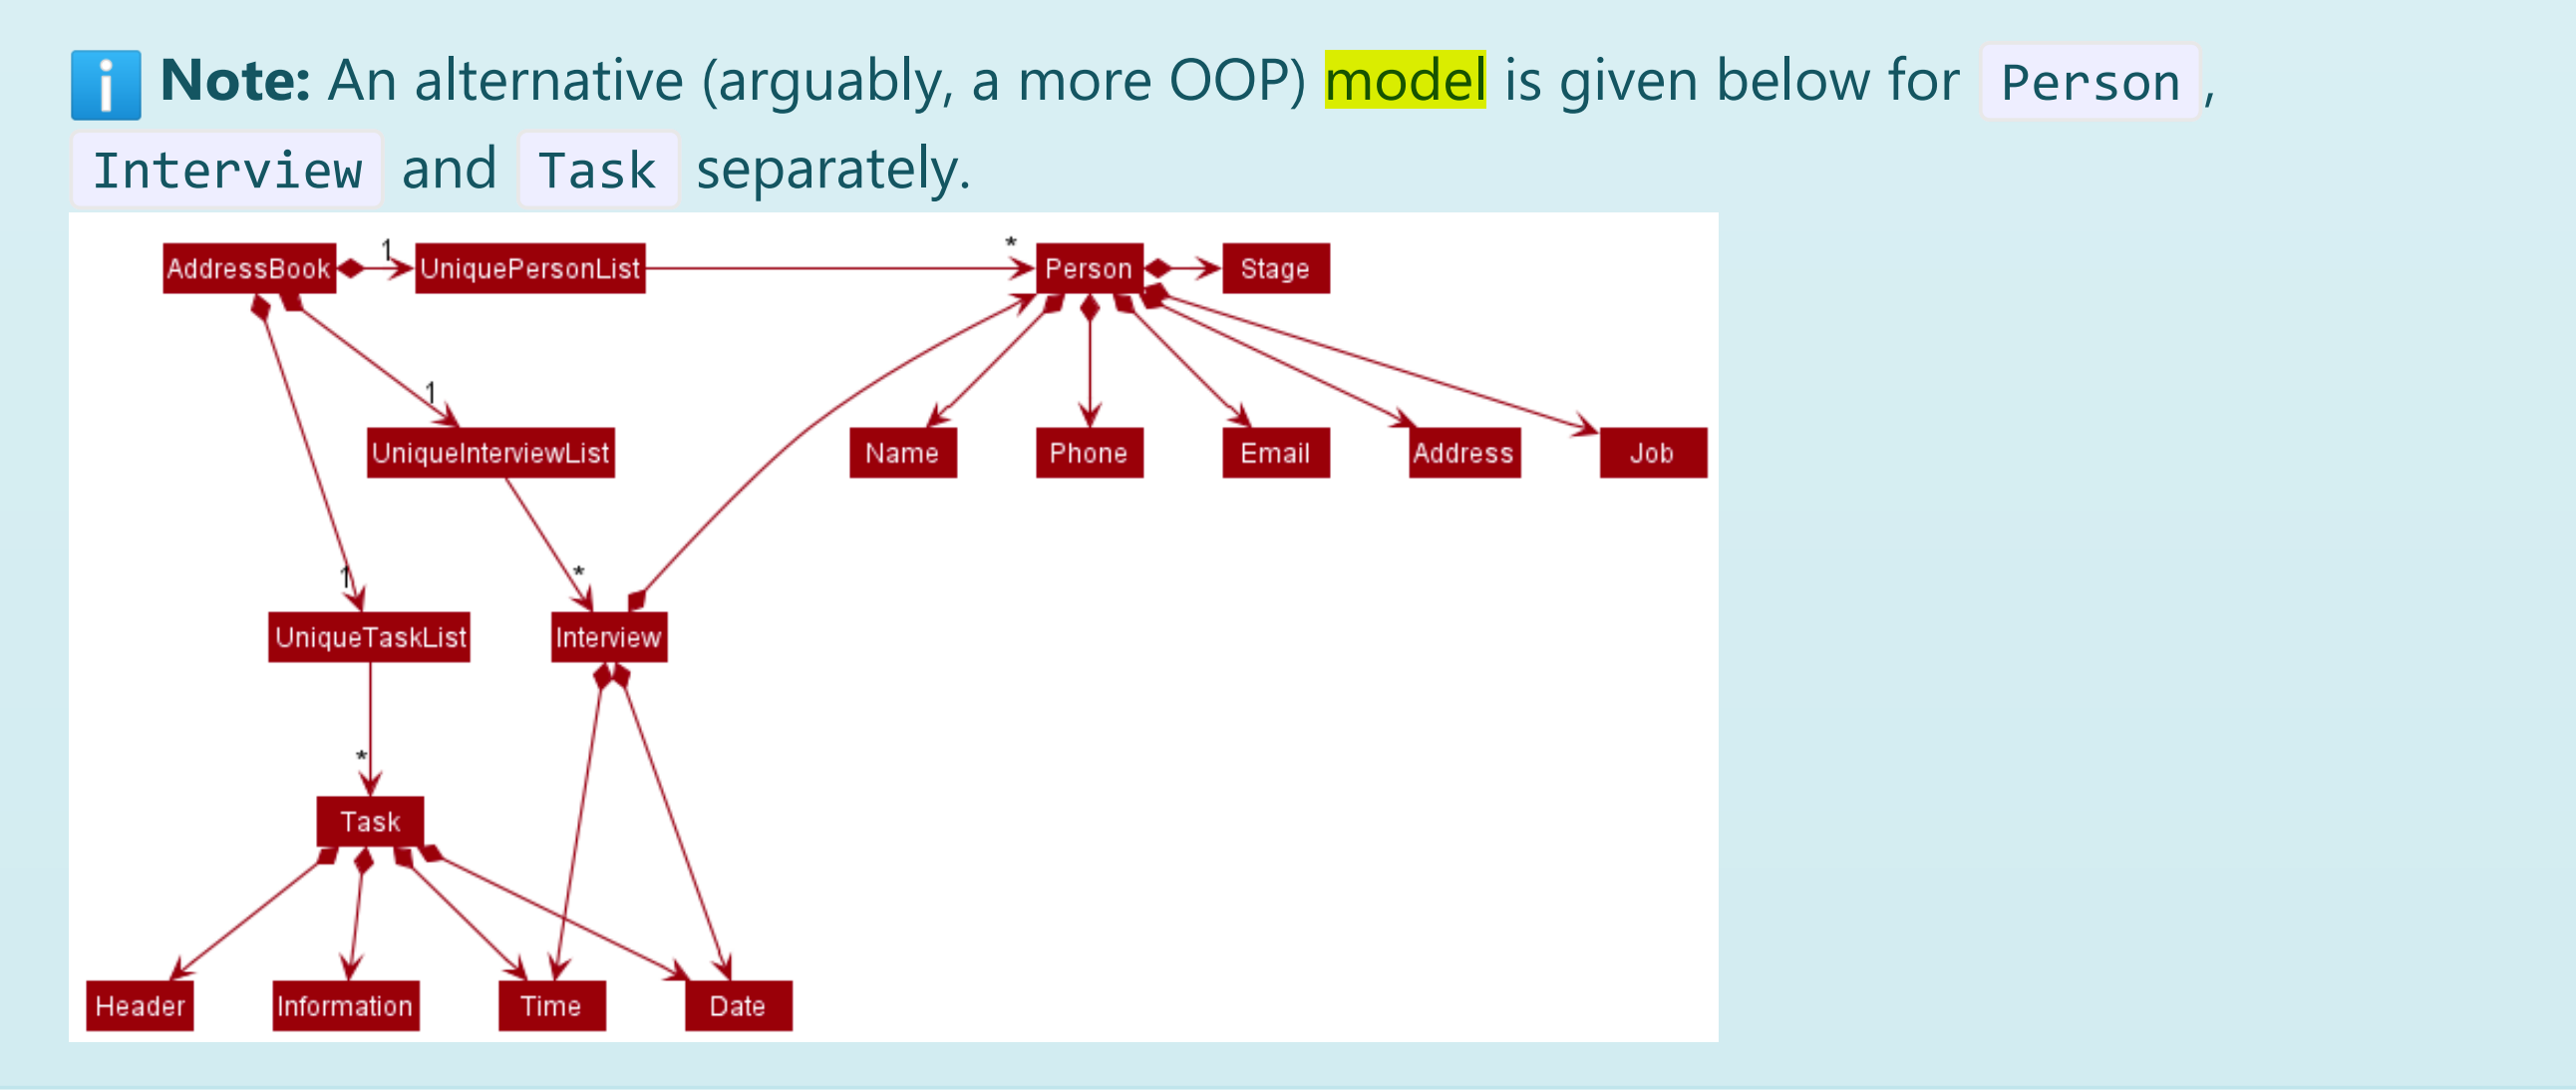 Note: An alternative (arguably, a more OOP) model is given below for Person,
Interview and Task separately.
AddressBook 1 UniquePersonList * Person Stage
1
UniqueInterviewList Name Phone Email Address Job
1 *
UniqueTaskList Interview
*
Task
Header Information Time Date